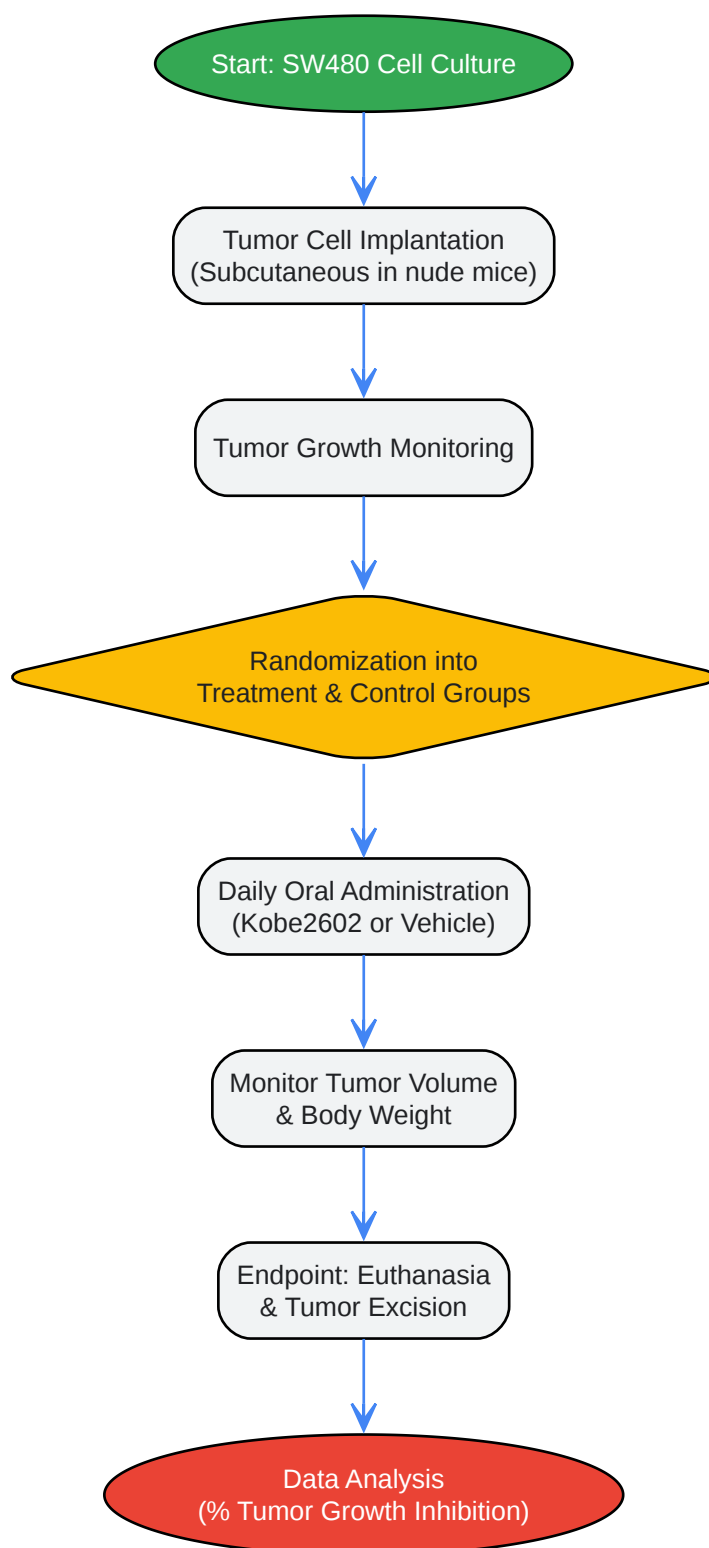 Start: SW480 Cell Culture
Tumor Cell Implantation
(Subcutaneous in nude mice)
Tumor Growth Monitoring
Randomization into
Treatment & Control Groups
Daily Oral Administration
(Kobe2602 or Vehicle)
Monitor Tumor Volume
& Body Weight
Endpoint: Euthanasia
& Tumor Excision
Data Analysis
(% Tumor Growth Inhibition)